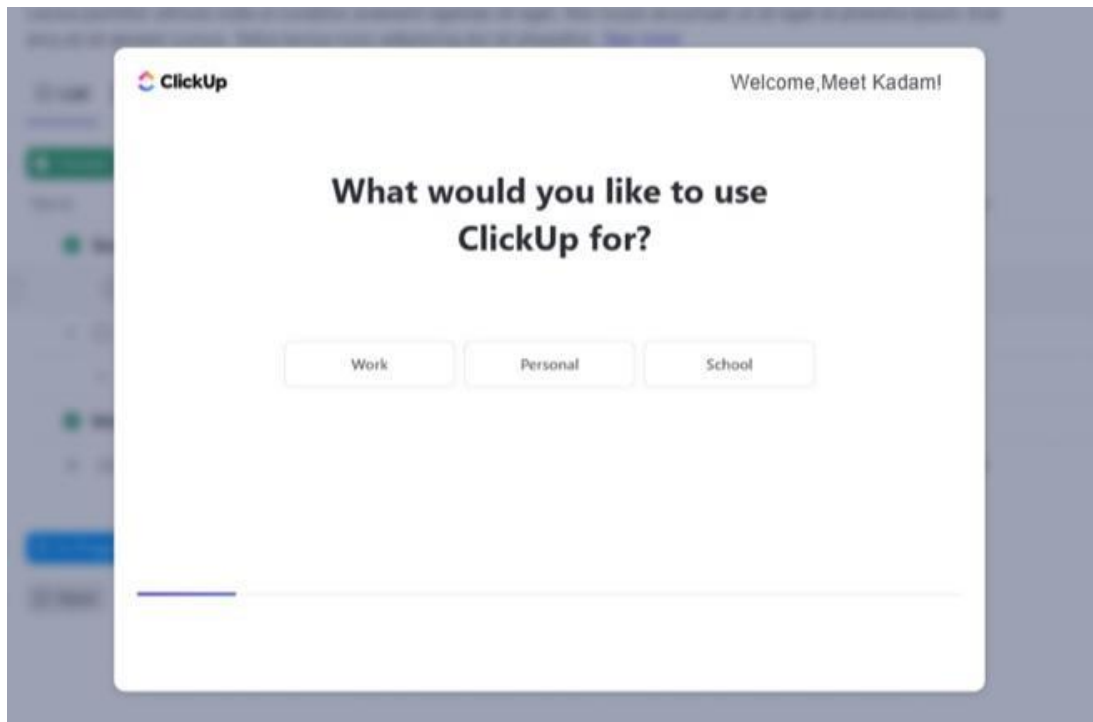 ClickUp
Welcome,Meet Kadam!
What would you like to use
ClickUp for?
Work
Personal
School